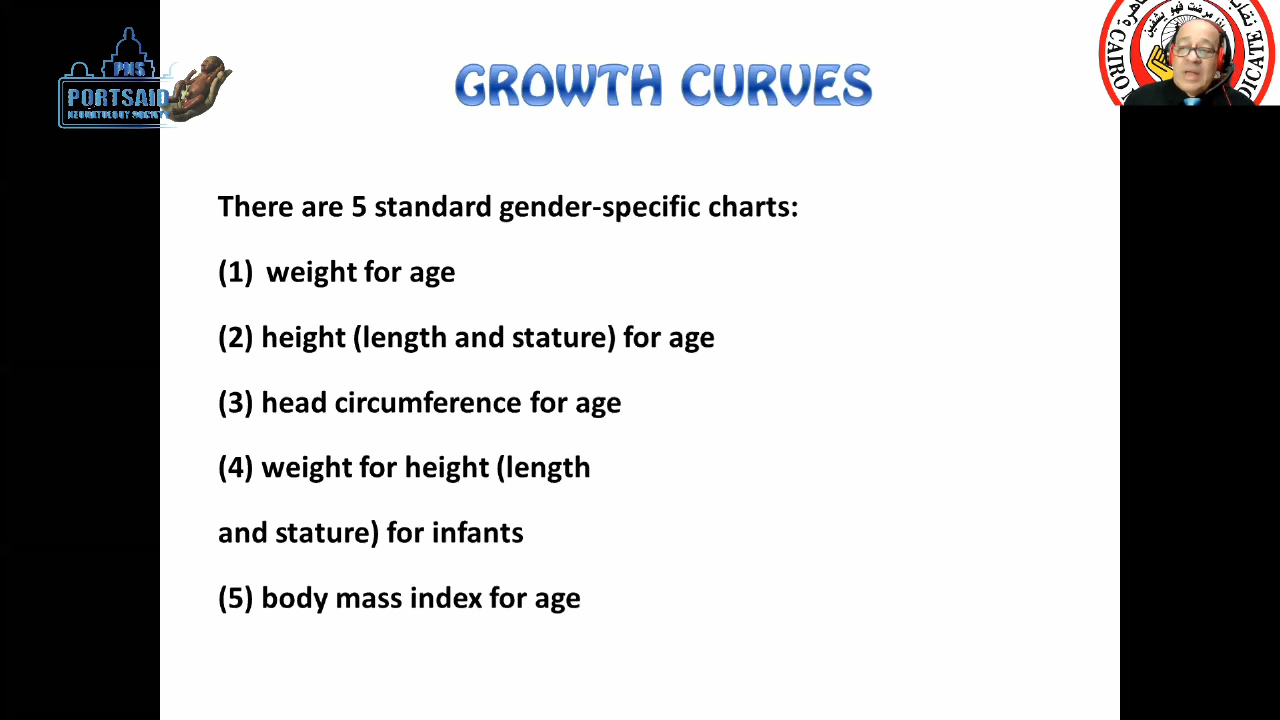 PNS
PORTSAID
NEONATOLOGY SOCIETY
GROWTH CURVES
There are 5 standard gender-specific charts:
(1) weight for age
(2) height (length and stature) for age
(3) head circumference for age
(4) weight for height (length
and stature) for infants
(5) body mass index for age